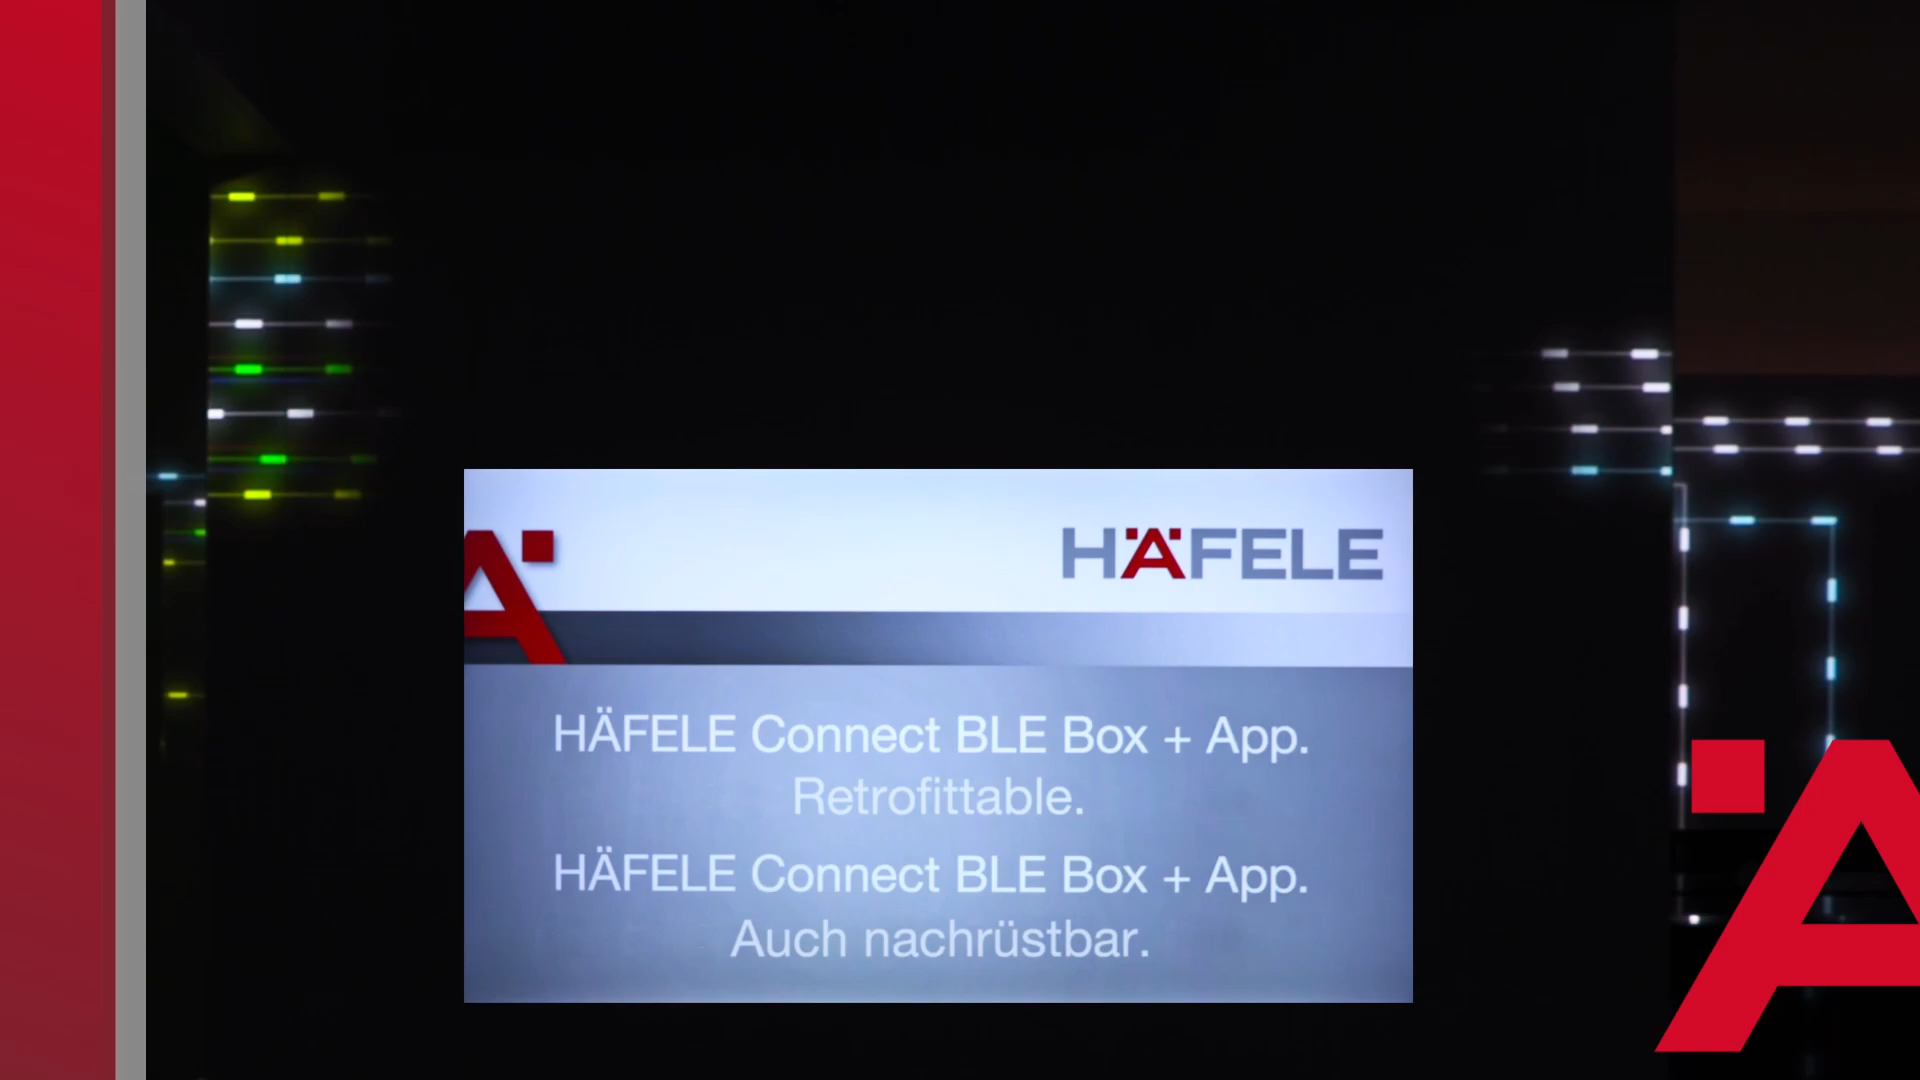 HÄFELE
HÄFELE Connect BLE Box + App.
Retrofittable.
HÄFELE Connect BLE Box + App.
Auch nachrüstbar.
Ä